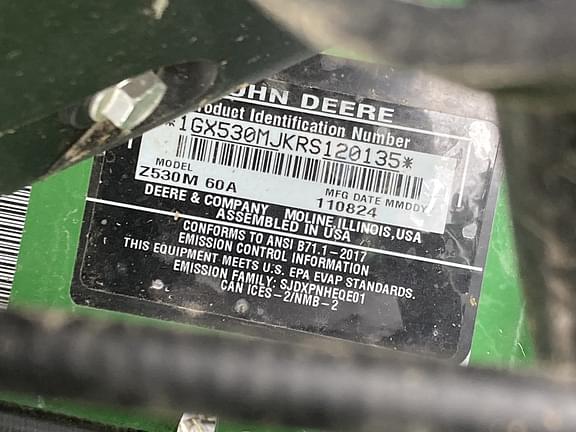 JOHN DEERE
Product Identification Number
*1GX530MJKRS120135*
MODEL
Z530M 60A
MFG DATE MMDDY
110824
DEERE & COMPANY MOLINE, ILLINOIS, USA
ASSEMBLED IN USA
CONFORMS TO ANSI B71.1-2017
EMISSION CONTROL INFORMATION
THIS EQUIPMENT MEETS U.S. EPA EVAP STANDARDS.
EMISSION FAMILY: SJDXPNHEQE01
CAN ICES-2/NMB-2